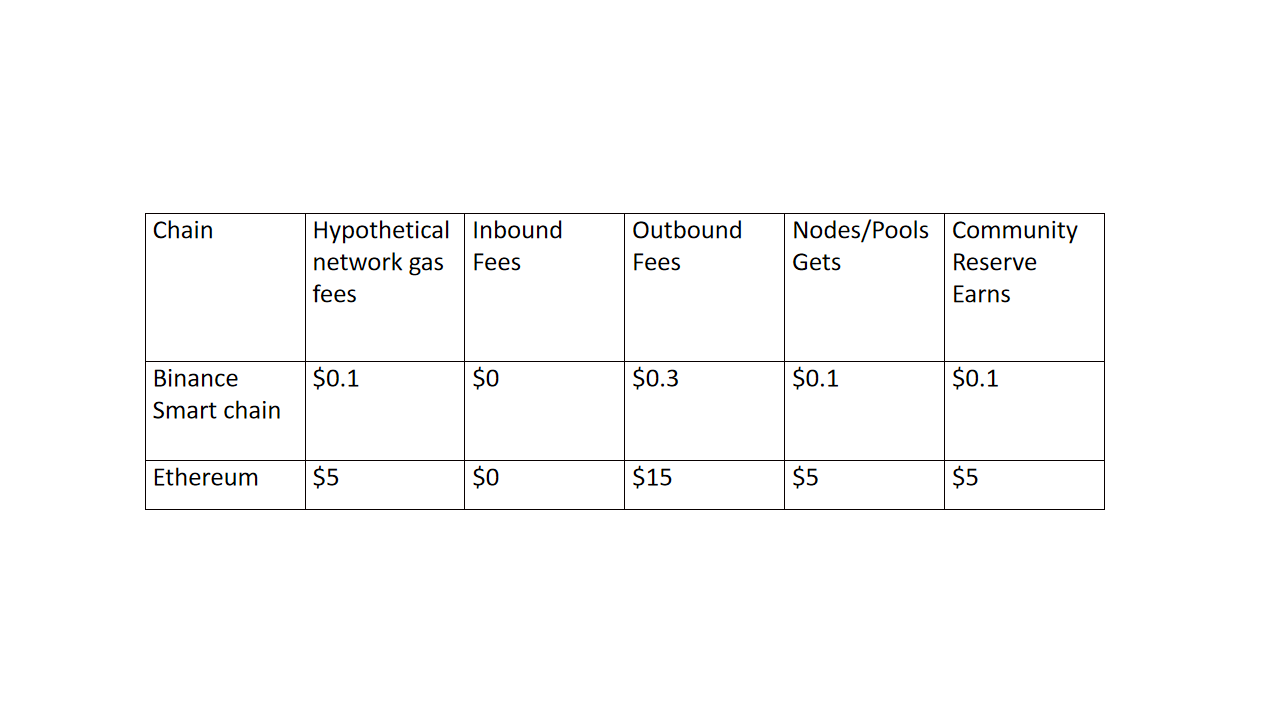 Chain
Hypothetical
network gas
fees
Inbound
Fees
Outbound
Fees
Nodes/Pools
Gets
Community
Reserve
Earns
Binance
Smart chain
$0.1
$0
$0.3
$0.1
$0.1
Ethereum
$5
$0
$15
$5
$5